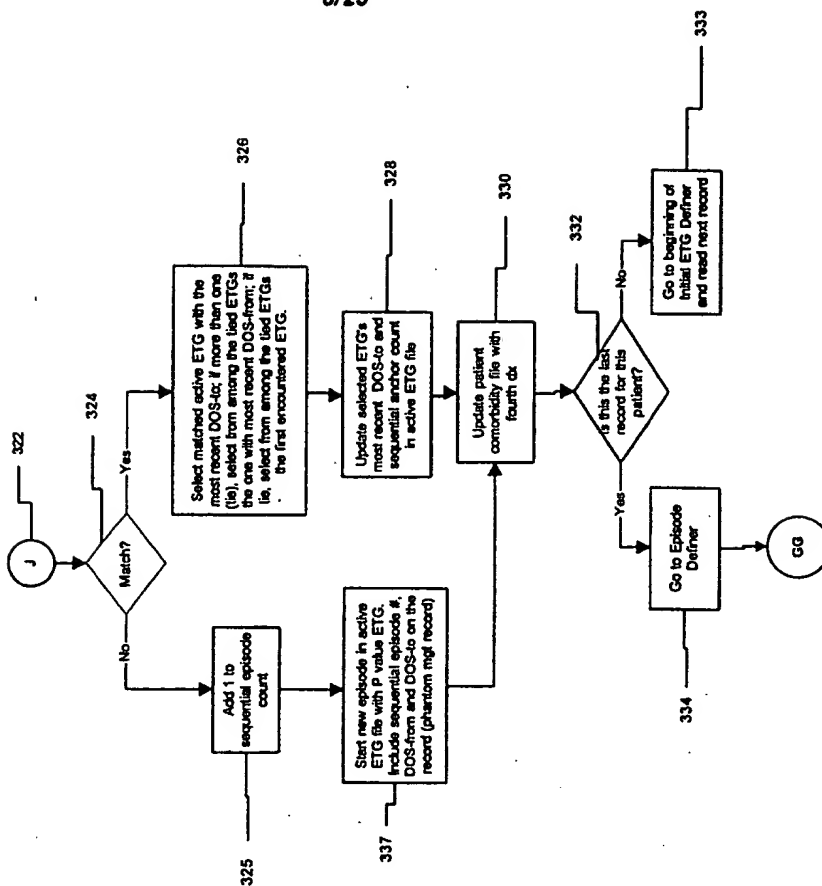 322
J
324
Match?
No
Yes
326
Select matched active ETG with the
most recent DOS-to; if more than one
(tie), select from among the tied ETGs
the one with most recent DOS-from; if
tie, select from among the tied ETGs
the first encountered ETG.
325
Add 1 to
sequential episode
count
328
Update selected ETG's
most recent DOS-to and
sequential anchor count
in active ETG file
337
Start new episode in active
ETG file with P value ETG.
Include sequential episode #,
DOS-from and DOS-to on the
record (phantom mgt record)
330
Update patient
comorbidity file with
fourth dx
332
Is this the last
record for this
patient?
Yes
No
333
Go to beginning of
Initial ETG Definer
and read next record
334
Go to Episode
Definer
GG